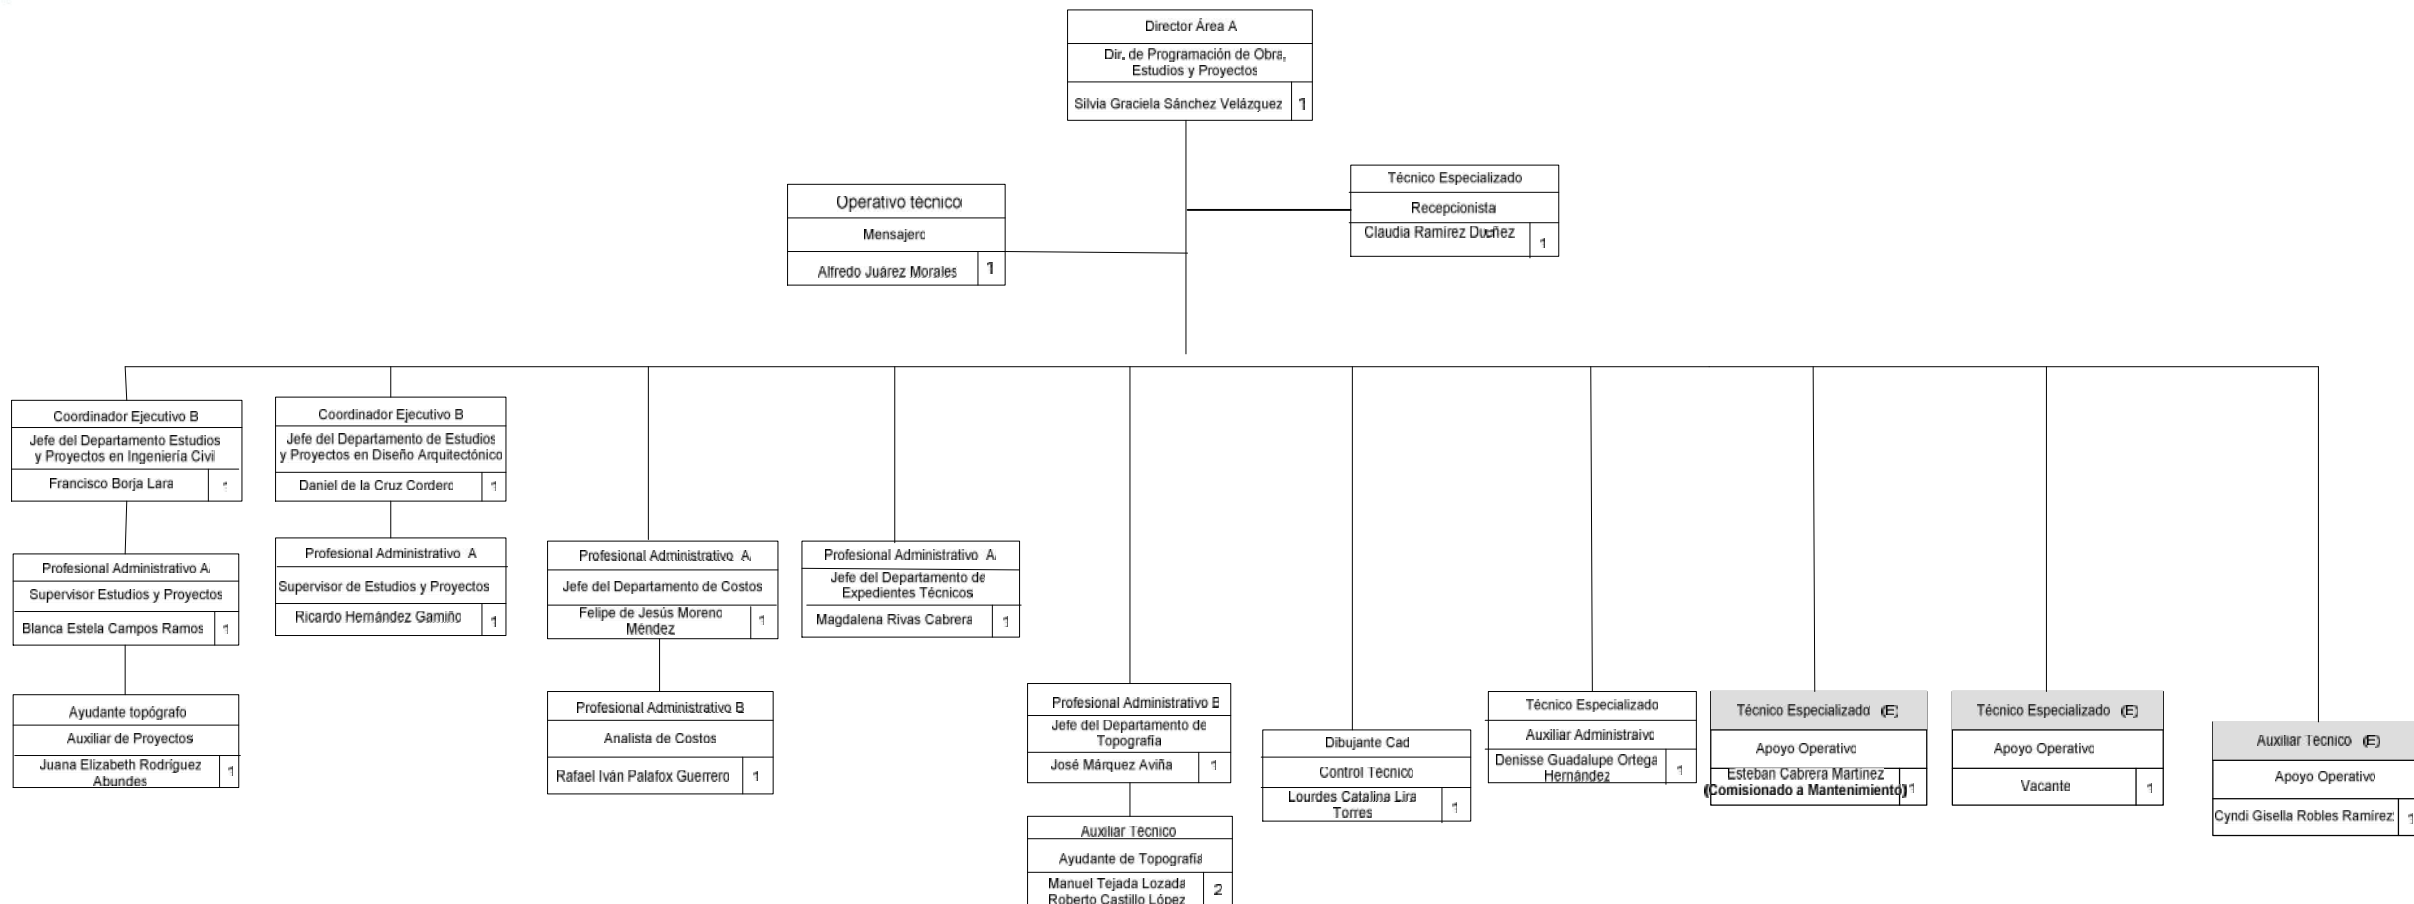 Director Área A
Dir. de Programación de Obra,
Estudios y Proyectos
Silvia Graciela Sánchez Velázquez 1
Operativo técnico
Mensajero
Alfredo Juárez Morales 1
Técnico Especializado
Recepcionista
Claudia Ramírez Dueñez 1
Coordinador Ejecutivo B
Jefe del Departamento Estudios
y Proyectos en Ingeniería Civil
Francisco Borja Lara 1
Coordinador Ejecutivo B
Jefe del Departamento de Estudios
y Proyectos en Diseño Arquitectónico
Daniel de la Cruz Cordero 1
Profesional Administrativo A
Supervisor Estudios y Proyectos
Blanca Estela Campos Ramos 1
Profesional Administrativo A
Supervisor de Estudios y Proyectos
Ricardo Hernández Gamiño 1
Profesional Administrativo A
Jefe del Departamento de Costos
Felipe de Jesús Moreno
Méndez 1
Profesional Administrativo A
Jefe del Departamento de
Expedientes Técnicos
Magdalena Rivas Cabrera 1
Ayudante topógrafo
Auxiliar de Proyectos
Juana Elizabeth Rodríguez
Abundes 1
Profesional Administrativo B
Analista de Costos
Rafael Iván Palafox Guerrero 1
Profesional Administrativo B
Jefe del Departamento de
Topografía
José Márquez Aviña 1
Auxiliar Técnico
Ayudante de Topografía
Manuel Tejada Lozada
Roberto Castillo López 2
Dibujante Cad
Control Técnico
Lourdes Catalina Lira
Torres 1
Técnico Especializado
Auxiliar Administraivo
Denisse Guadalupe Ortega
Hernández 1
Técnico Especializado (E)
Apoyo Operativo
Esteban Cabrera Martínez
(Comisionado a Mantenimiento) 1
Técnico Especializado (E)
Apoyo Operativo
Vacante 1
Auxiliar Técnico (E)
Apoyo Operativo
Cyndi Gisella Robles Ramírez 1